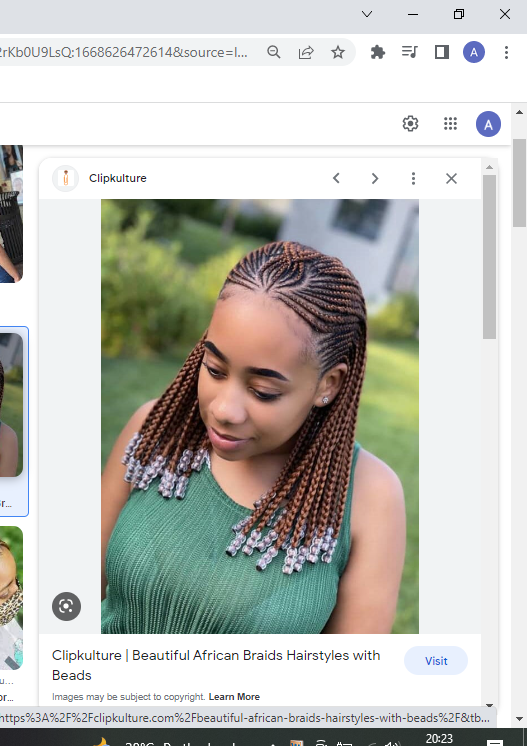 2rKb0U9LsQ:1668626472614&source=l...
A
A
Clipkulture
r...
Clipkulture | Beautiful African Braids Hairstyles with
Beads
Visit
Images may be subject to copyright. Learn More
u...
or...
https%3A%2F%2Fclipkulture.com%2Fbeautiful-african-braids-hairstyles-with-beads%2F&tb...
20:23